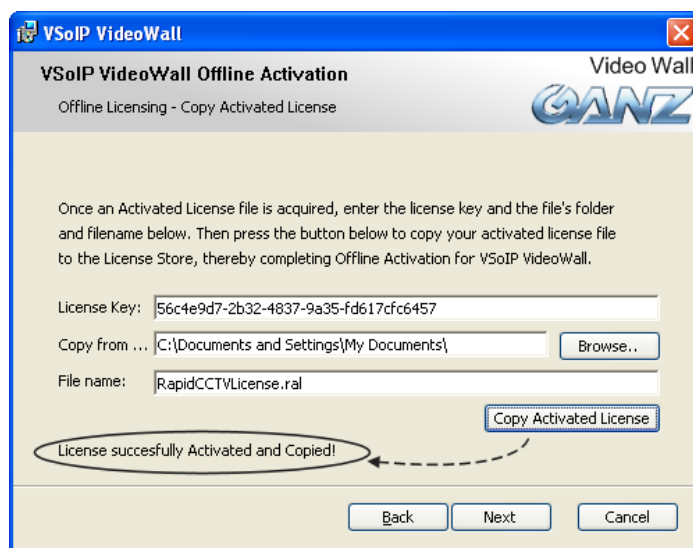 VSoIP VideoWall
VSoIP VideoWall Offline Activation
Offline Licensing - Copy Activated License
Video Wall
GANZ
Once an Activated License file is acquired, enter the license key and the file's folder
and filename below. Then press the button below to copy your activated license file
to the License Store, thereby completing Offline Activation for VSoIP VideoWall.
License Key: 56c4e9d7-2b32-4837-9a35-fd617cfc6457
Copy from ... C:\Documents and Settings\My Documents\ Browse..
File name: RapidCCTVLicense.ral
Copy Activated License
License succesfully Activated and Copied!
Back Next Cancel